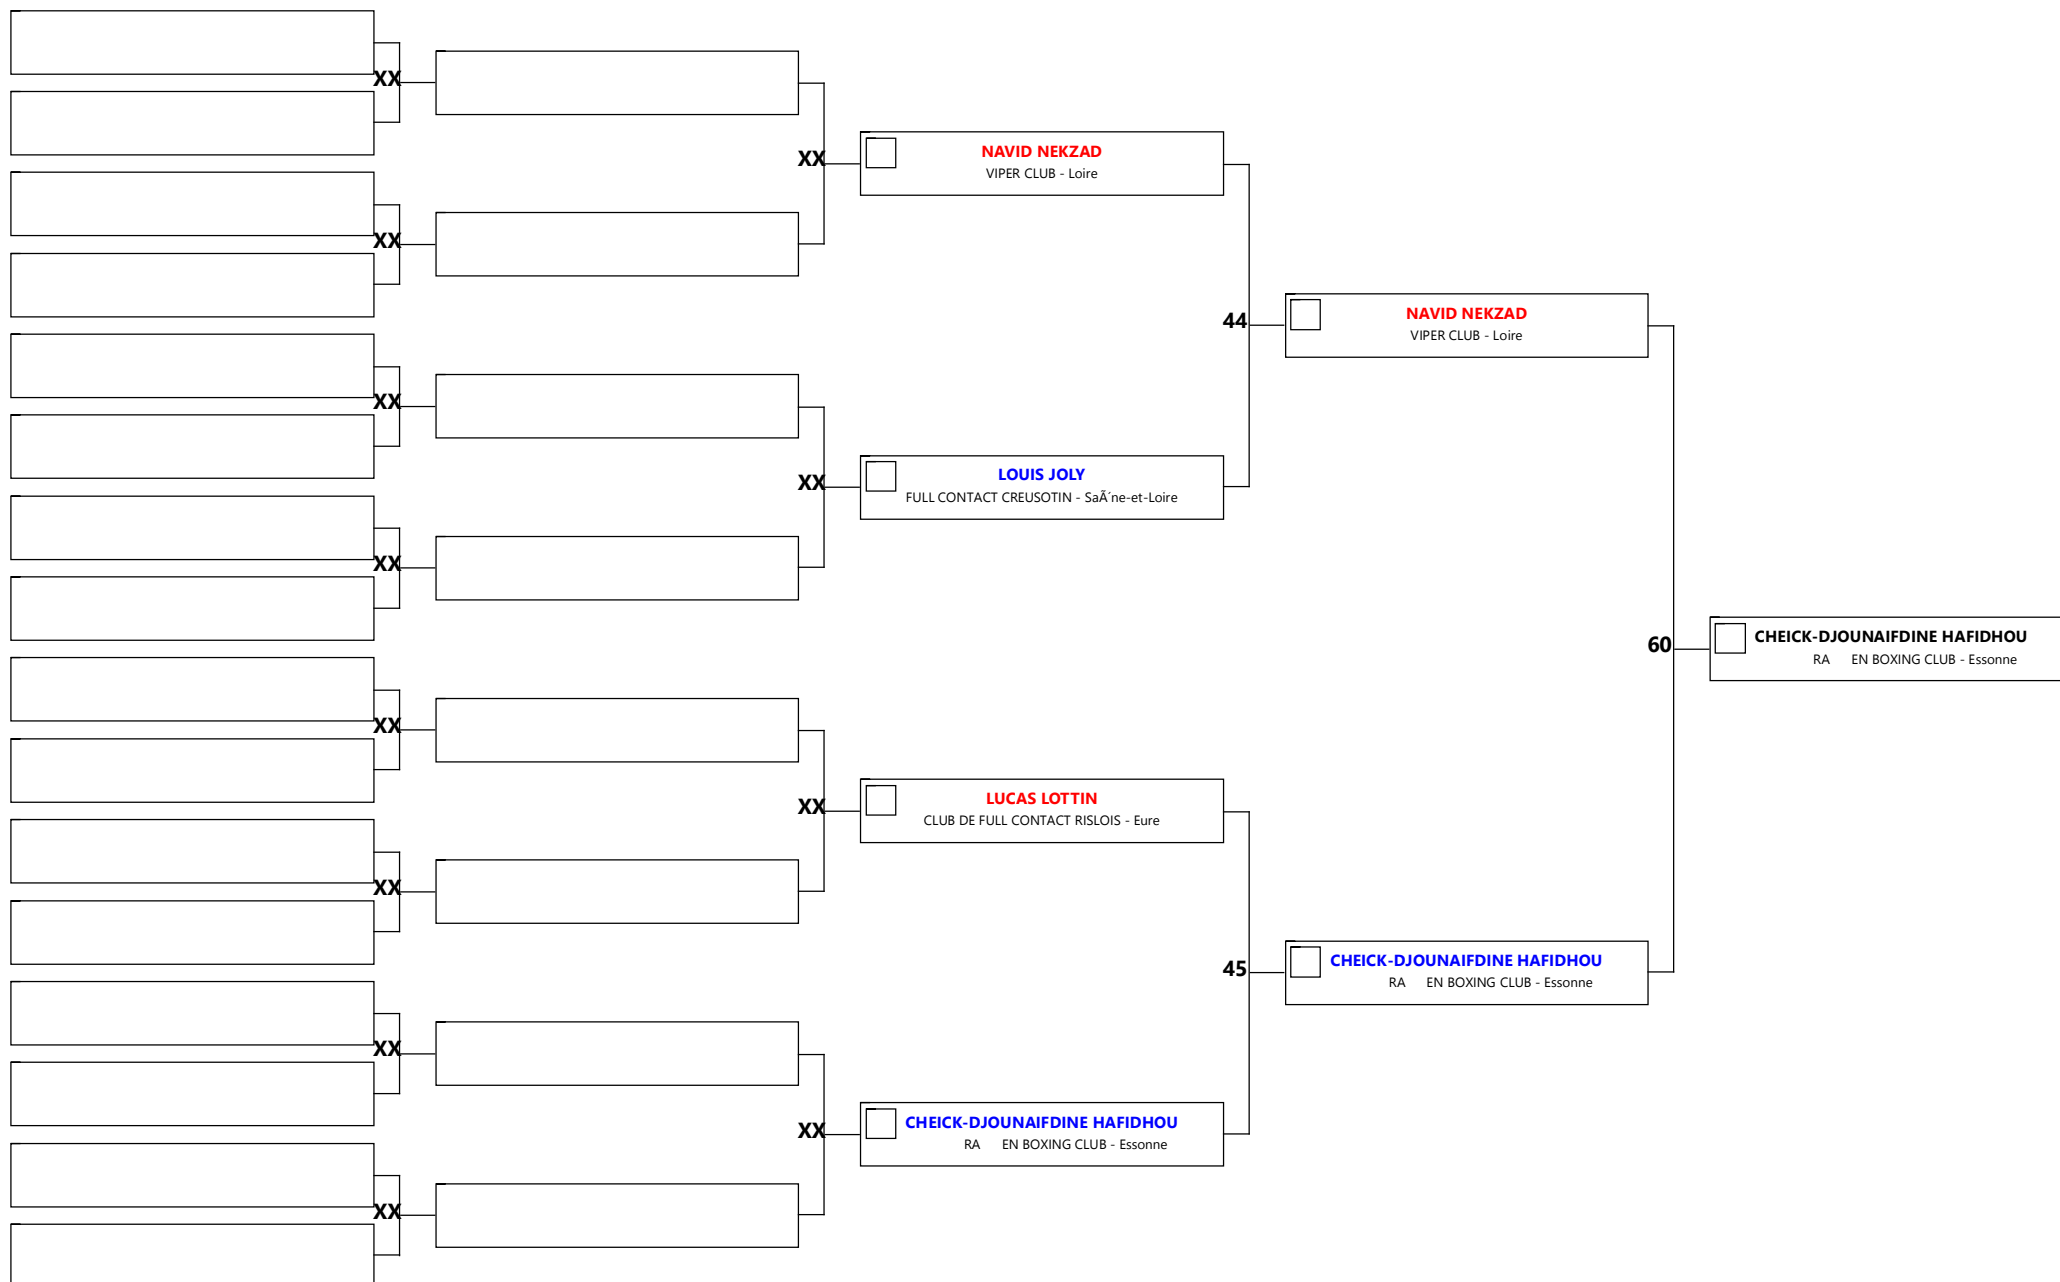 XX
XX
NAVID NEKZAD
VIPER CLUB - Loire
XX
44
NAVID NEKZAD
VIPER CLUB - Loire
XX
XX
LOUIS JOLY
FULL CONTACT CREUSOTIN - SaÃ´ne-et-Loire
XX
60
CHEICK-DJOUNAIFDINE HAFIDHOU
RA EN BOXING CLUB - Essonne
XX
XX
LUCAS LOTTIN
CLUB DE FULL CONTACT RISLOIS - Eure
XX
45
CHEICK-DJOUNAIFDINE HAFIDHOU
RA EN BOXING CLUB - Essonne
XX
XX
CHEICK-DJOUNAIFDINE HAFIDHOU
RA EN BOXING CLUB - Essonne
XX